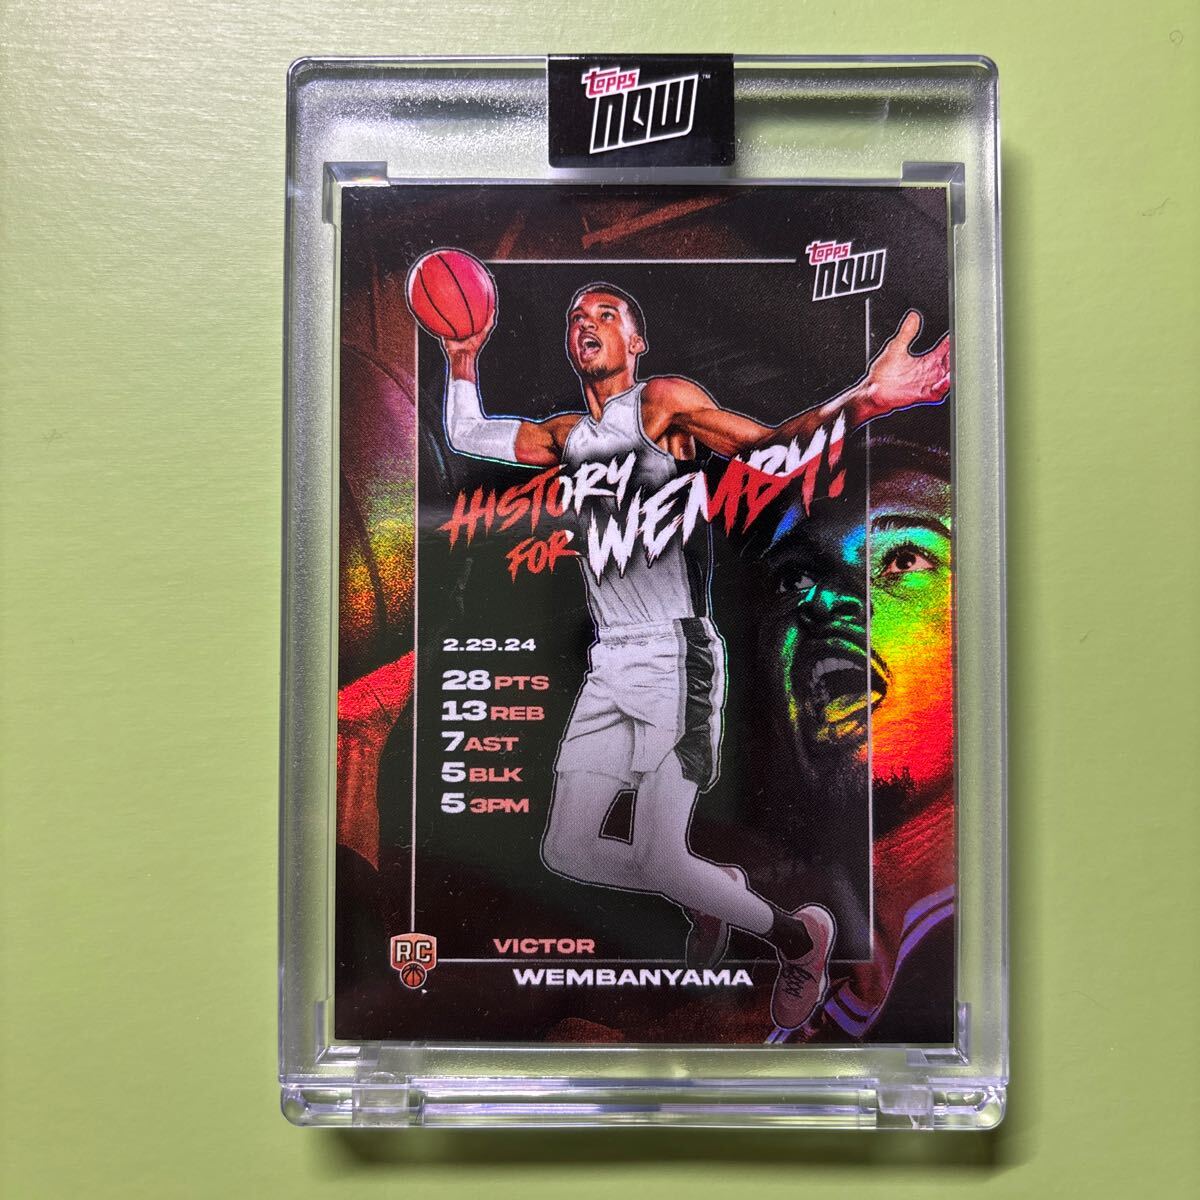 topps
NOW™
topps
NOW
HISTORY
FOR WEMBY!
2.29.24
28 PTS
13 REB
7 AST
5 BLK
5 3PM
RC
VICTOR
WEMBANYAMA